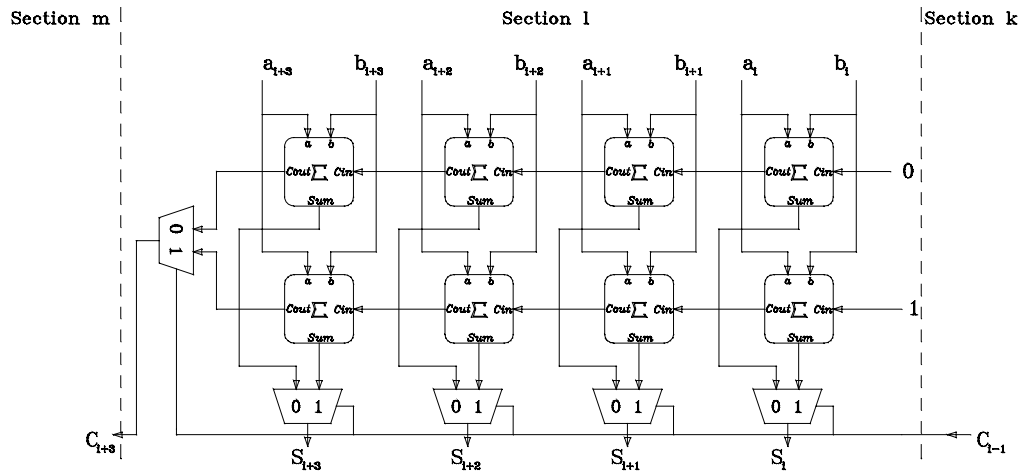 Section m Section l Section k
a_{i+3} b_{i+3} a_{i+2} b_{i+2} a_{i+1} b_{i+1} a_i b_i
a b a b a b a b
Cout Σ Cin Cout Σ Cin Cout Σ Cin Cout Σ Cin 0
Sum Sum Sum Sum
0 1
a b a b a b a b
Cout Σ Cin Cout Σ Cin Cout Σ Cin Cout Σ Cin 1
Sum Sum Sum Sum
0 1 0 1 0 1 0 1
C_{i+3} C_{i-1}
S_{i+3} S_{i+2} S_{i+1} S_i